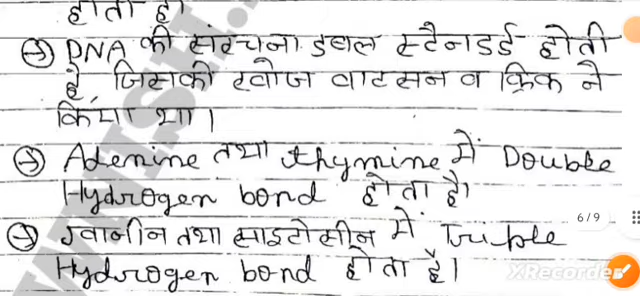 होता है।
→ DNA की संरचना डबल स्टैनडर्ड होती
है जिसकी खोज वाटसन व क्रिक ने
किया था।
→ Adenine तथा thymine में Double
Hydrogen bond होता है।
6/9
→ ग्वानीन तथा साइटोसीन में Triple
Hydrogen bond होता है।
XRecorder